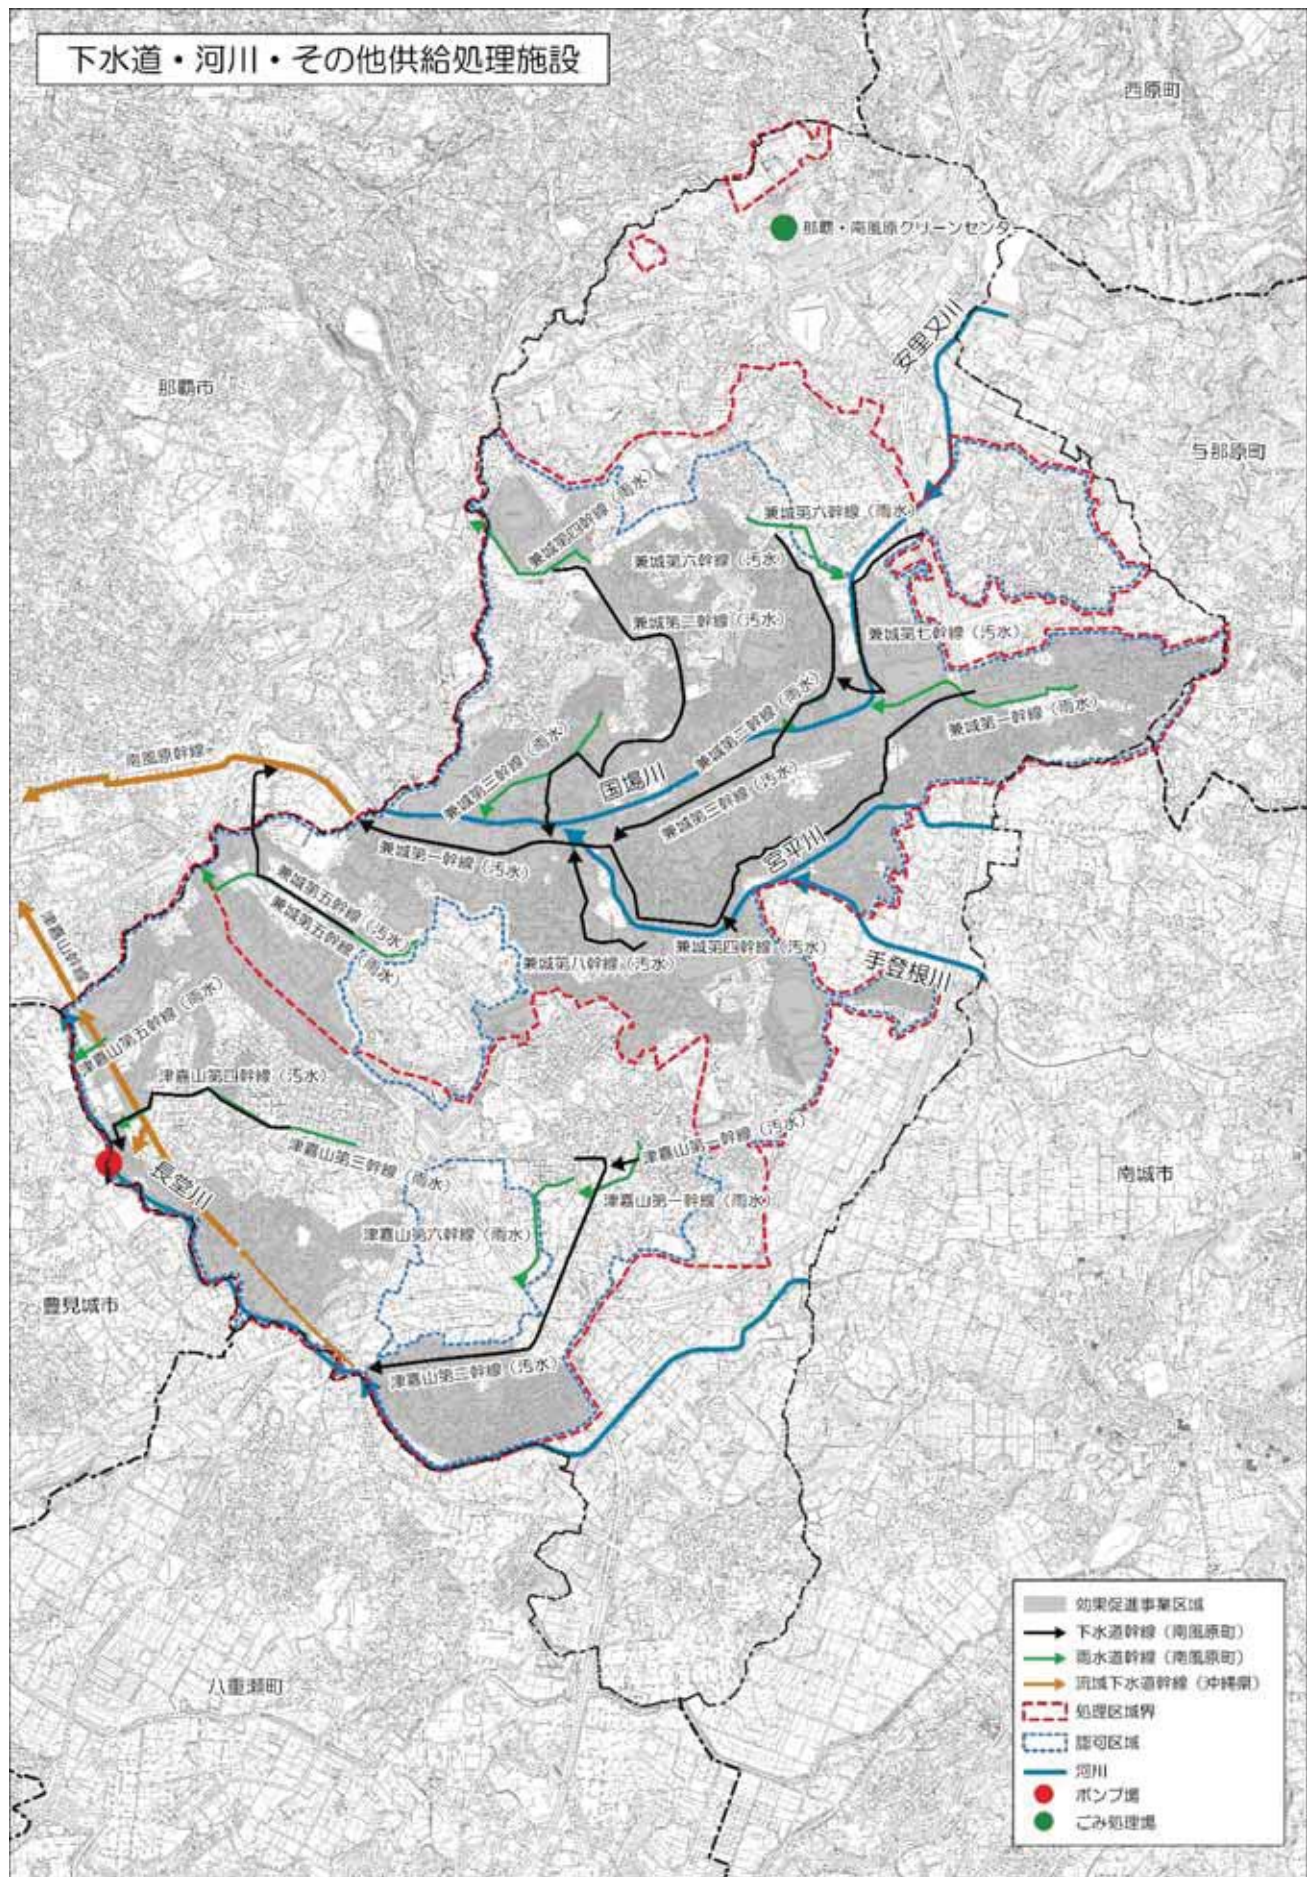 下水道・河川・その他供給処理施設
西原町
那覇・南風原クリーンセンター
安里又川
那覇市
与那原町
兼城第四幹線（雨水）
兼城第六幹線（雨水）
兼城第六幹線（汚水）
兼城第二幹線（汚水）
兼城第七幹線（汚水）
兼城第二幹線（雨水）
兼城第一幹線（雨水）
兼城第三幹線（雨水）
南風原幹線
国場川
兼城第三幹線（汚水）
宮平川
兼城第一幹線（汚水）
兼城第五幹線（汚水）
兼城第五幹線（雨水）
兼城第四幹線（汚水）
兼城第八幹線（汚水）
手登根川
津嘉山幹線
津嘉山第五幹線（雨水）
津嘉山第四幹線（汚水）
津嘉山第三幹線（雨水
津嘉山第一幹線（汚水）
長堂川
津嘉山第一幹線（雨水）
南城市
津嘉山第六幹線（雨水）
豊見城市
津嘉山第二幹線（汚水）
八重瀬町
効果促進事業区域
下水道幹線（南風原町）
雨水道幹線（南風原町）
流域下水道幹線（沖縄県）
処理区域界
認可区域
河川
ポンプ場
ごみ処理場